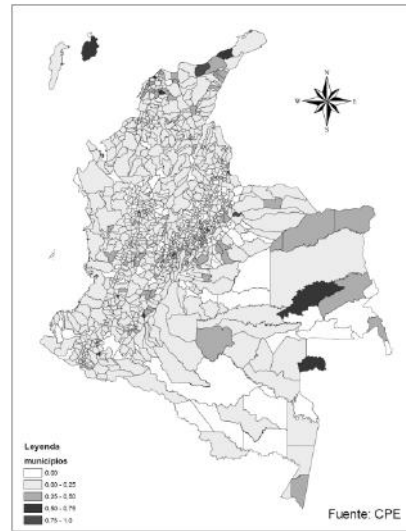 N
W E
S
Leyenda
municipios
0.00
0.00 - 0.25
0.25 - 0.50
0.50 - 0.75
0.75 - 1.0
Fuente: CPE